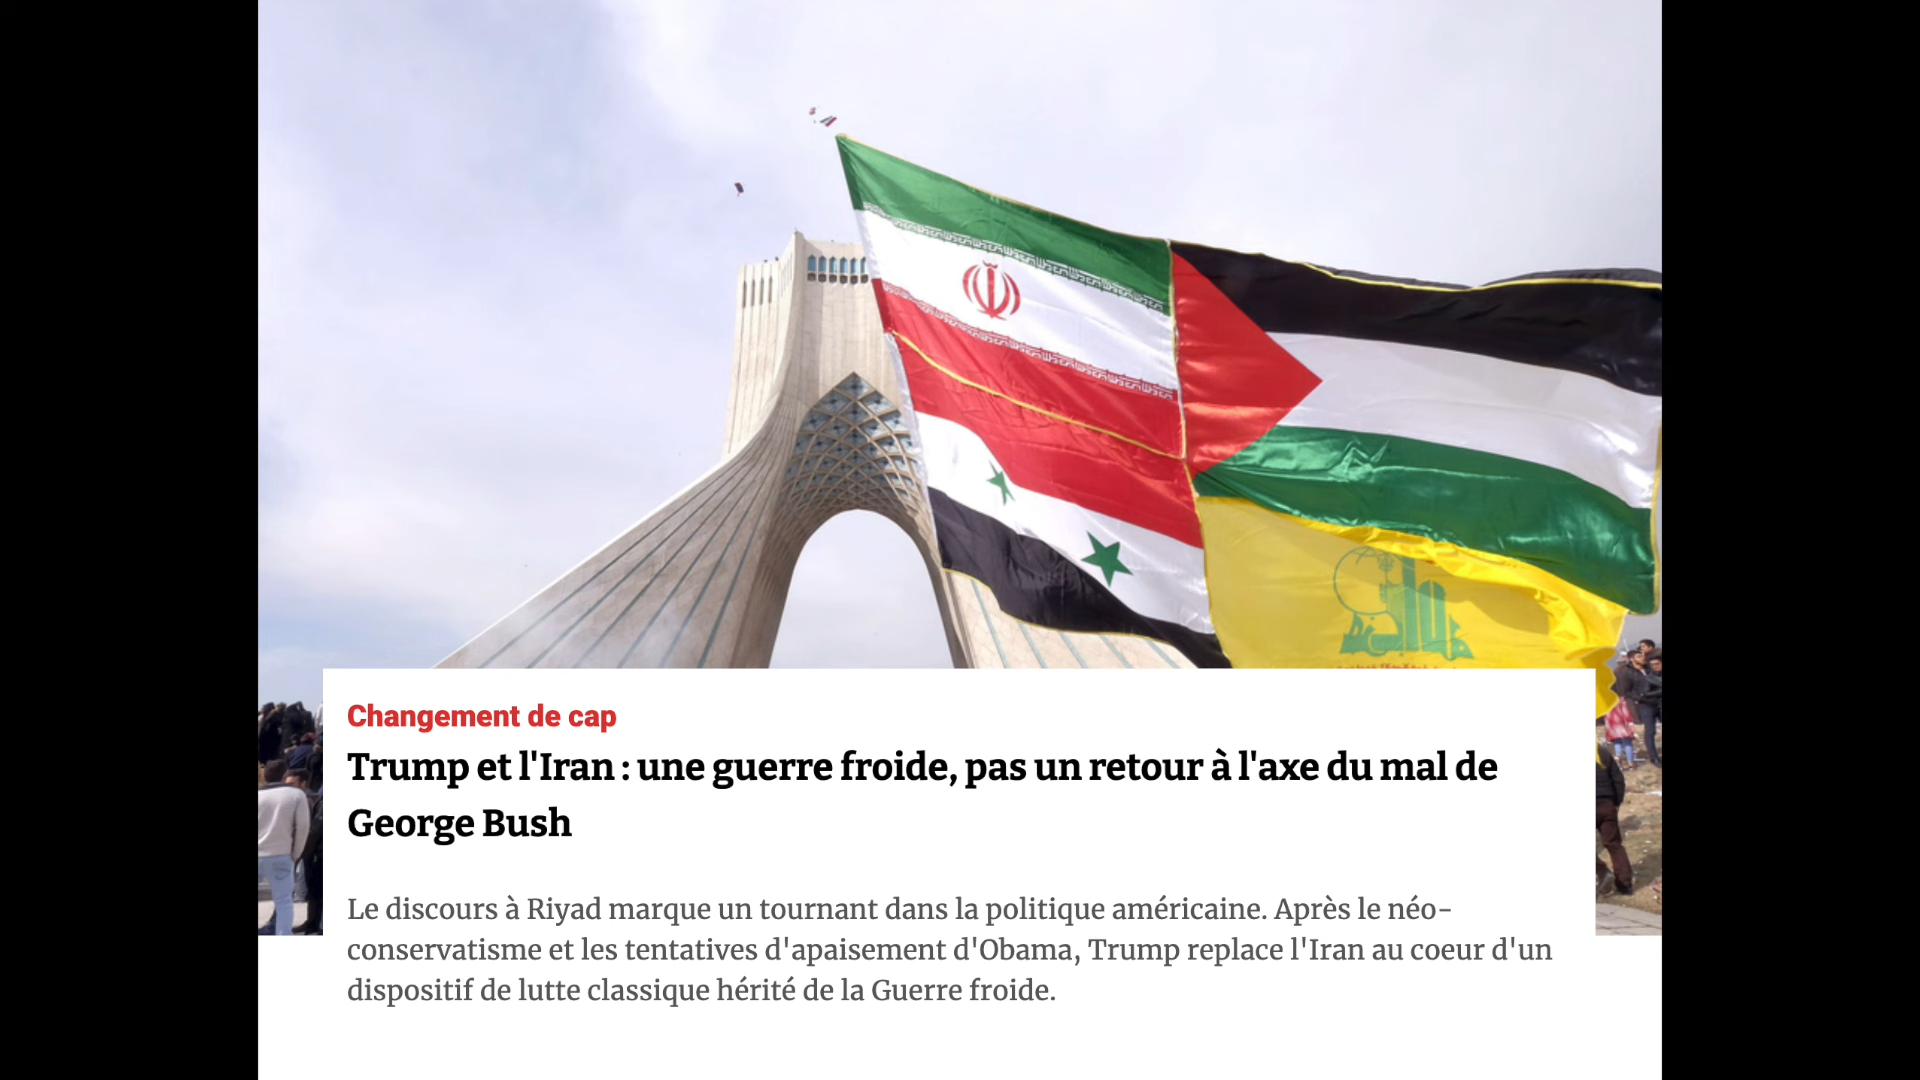 Changement de cap
Trump et l'Iran : une guerre froide, pas un retour à l'axe du mal de
George Bush
Le discours à Riyad marque un tournant dans la politique américaine. Après le néo-
conservatisme et les tentatives d'apaisement d'Obama, Trump replace l'Iran au coeur d'un
dispositif de lutte classique hérité de la Guerre froide.